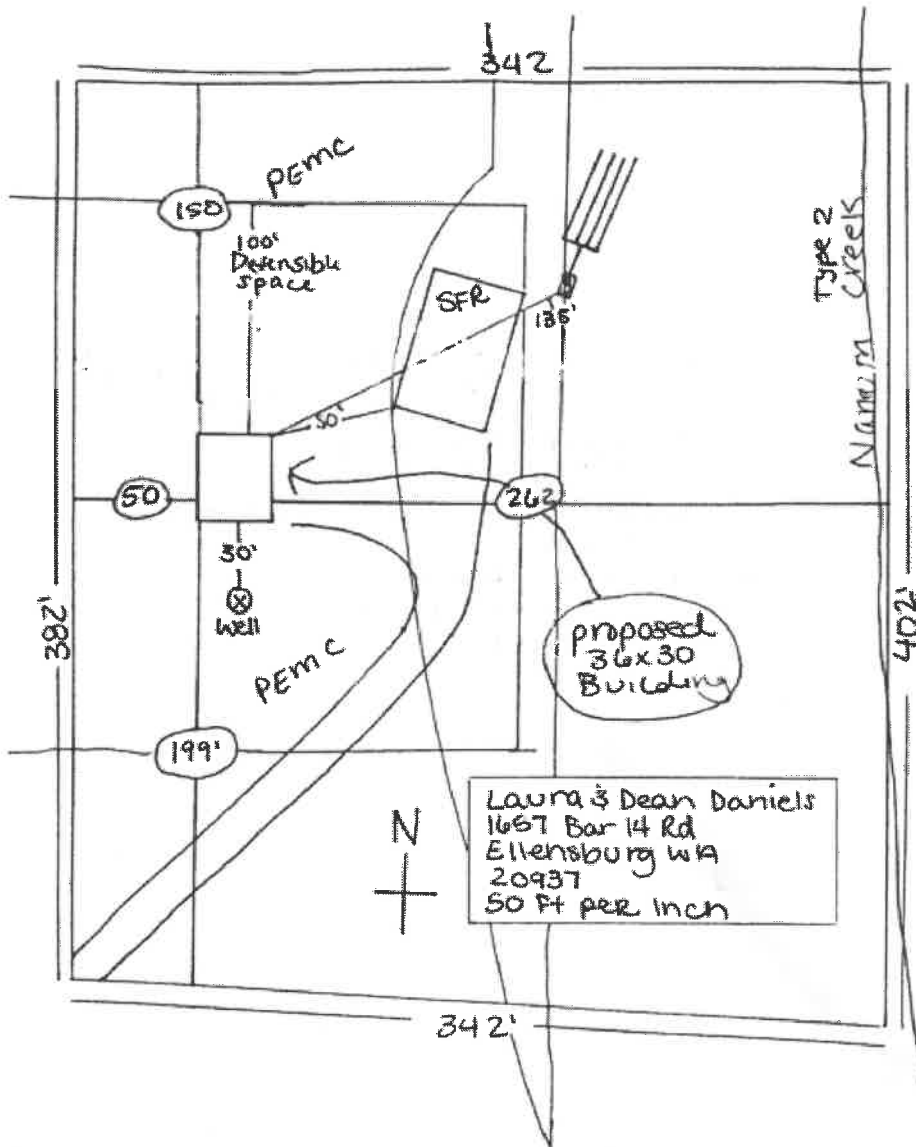 342
PEMC
150
100'
Defensible
space
SFR
135'
Type 2
Creek
Nanum
50'
50
262
30'
Well
382'
402'
proposed
36x30
Building
PEMC
199'
N
Laura & Dean Daniels
1657 Bar 14 Rd
Ellensburg WA
20937
50 Ft per Inch
342'